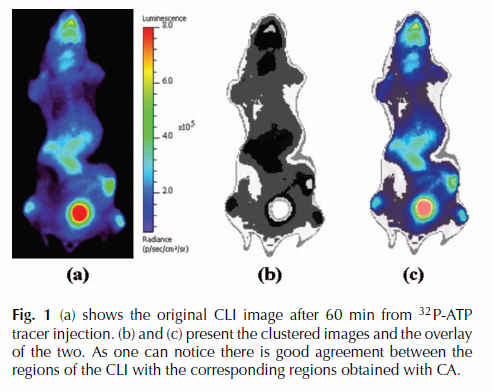 Luminescence
8.0
6.0
4.0
x10⁵
2.0
Radiance
(p/sec/cm²/sr)
(a)
(b)
(c)
Fig. 1 (a) shows the original CLI image after 60 min from ³²P-ATP
tracer injection. (b) and (c) present the clustered images and the overlay
of the two. As one can notice there is good agreement between the
regions of the CLI with the corresponding regions obtained with CA.